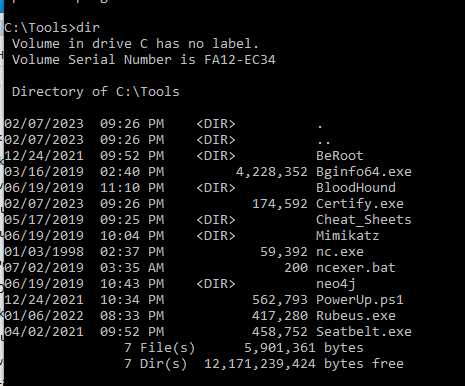 C:\Tools>dir
 Volume in drive C has no label.
 Volume Serial Number is FA12-EC34

 Directory of C:\Tools

02/07/2023  09:26 PM    <DIR>          .
02/07/2023  09:26 PM    <DIR>          ..
12/24/2021  09:52 PM    <DIR>          BeRoot
03/16/2019  02:40 PM         4,228,352 Bginfo64.exe
06/19/2019  11:10 PM    <DIR>          BloodHound
02/07/2023  09:26 PM           174,592 Certify.exe
05/17/2019  09:25 PM    <DIR>          Cheat_Sheets
06/19/2019  10:04 PM    <DIR>          Mimikatz
01/03/1998  02:37 PM            59,392 nc.exe
07/02/2019  03:35 AM               200 ncexer.bat
06/19/2019  10:43 PM    <DIR>          neo4j
12/24/2021  10:34 PM           562,793 PowerUp.ps1
01/06/2022  08:33 PM           417,280 Rubeus.exe
04/02/2021  09:52 PM           458,752 Seatbelt.exe
               7 File(s)      5,901,361 bytes
               7 Dir(s)  12,171,239,424 bytes free